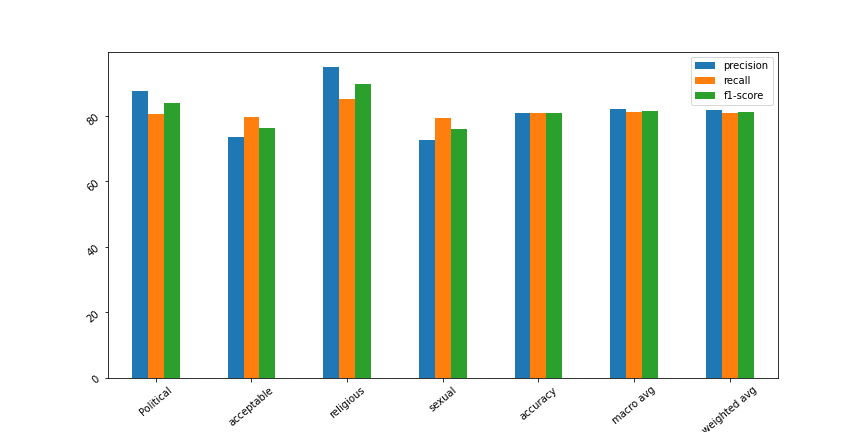 precision
recall
f1-score
80
60
40
20
0
Political
acceptable
religious
sexual
accuracy
macro avg
weighted avg